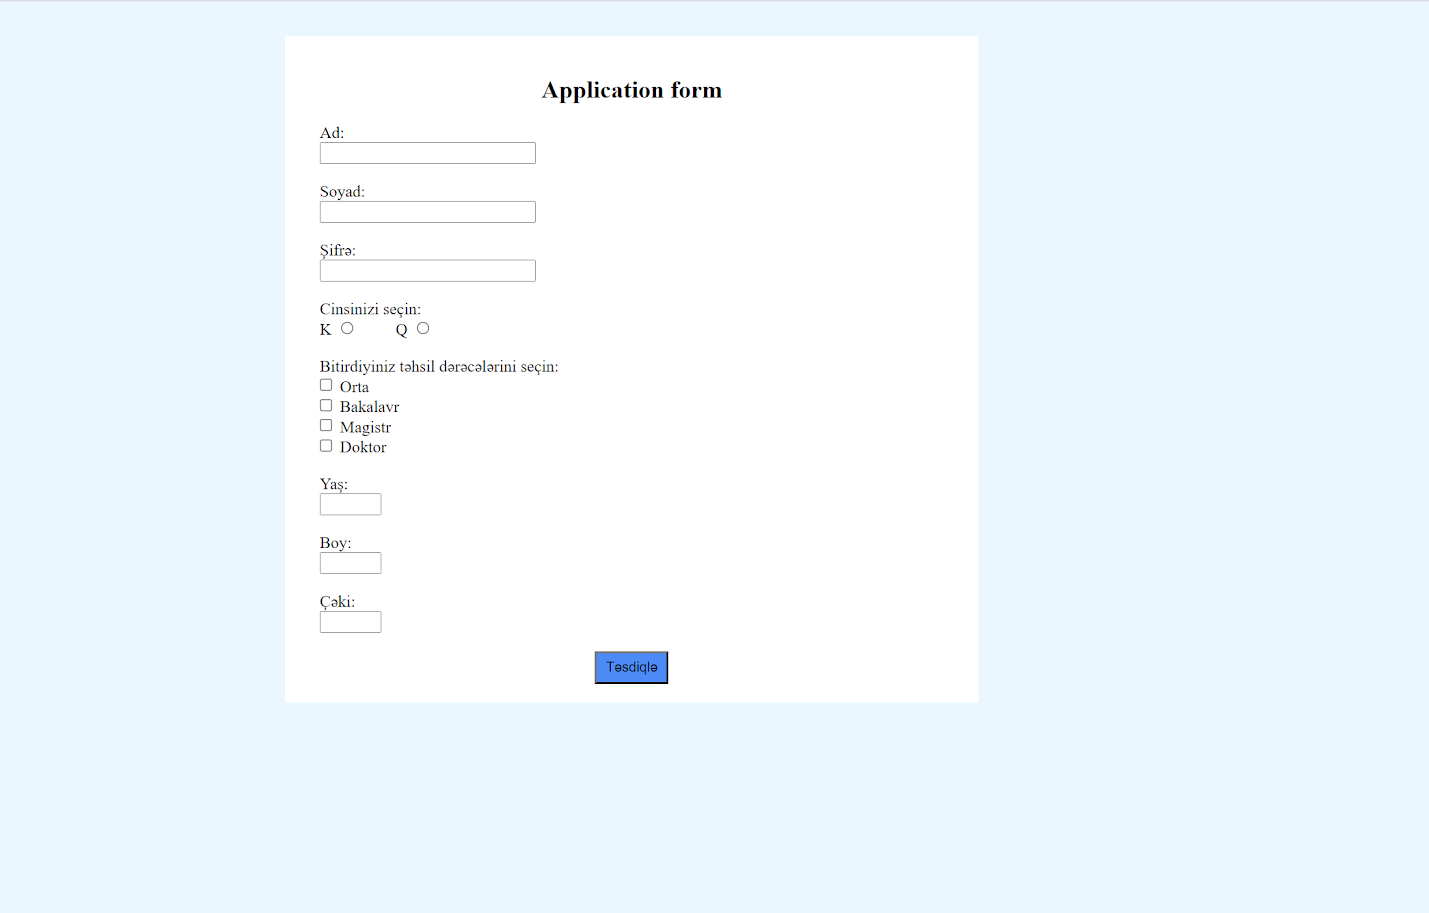 Application form
Ad:
Soyad:
Şifrə:
Cinsinizi seçin:
K Q
Bitirdiyiniz təhsil dərəcələrini seçin:
Orta
Bakalavr
Magistr
Doktor
Yaş:
Boy:
Çəki:
Təsdiqlə